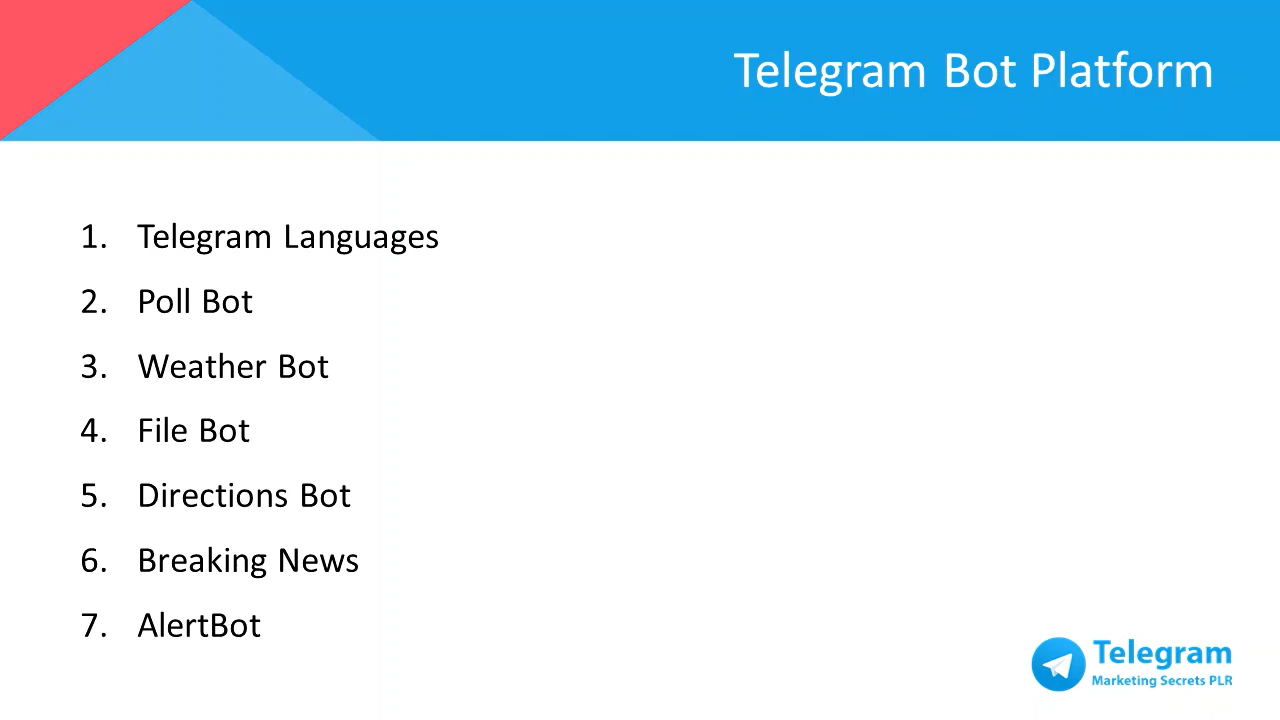 Telegram Bot Platform
1. Telegram Languages
2. Poll Bot
3. Weather Bot
4. File Bot
5. Directions Bot
6. Breaking News
7. AlertBot
Telegram
Marketing Secrets PLR